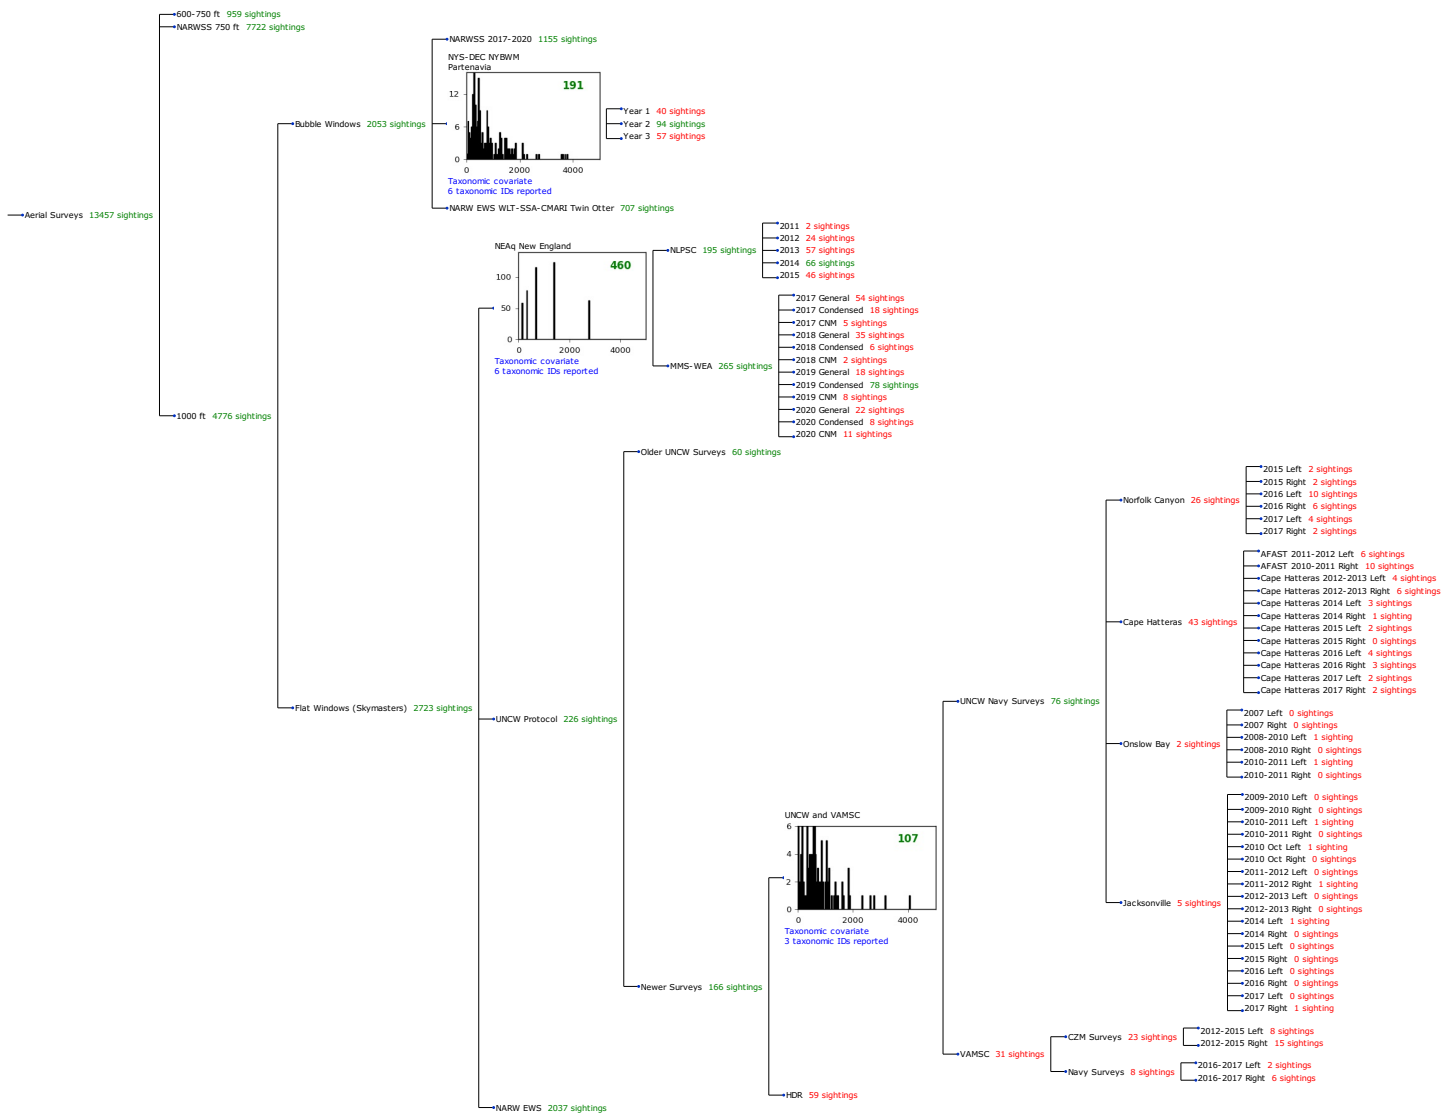 600-750 ft 959 sightings
NARWSS 750 ft 7722 sightings
NARWSS 2017-2020 1155 sightings
NYS-DEC NYBWM
Partenavia
191
12
6
0
0 2000 4000
Taxonomic covariate
6 taxonomic IDs reported
Year 1 40 sightings
Year 2 94 sightings
Year 3 57 sightings
Bubble Windows 2053 sightings
NARW EWS WLT-SSA-CMARI Twin Otter 707 sightings
Aerial Surveys 13457 sightings
NEAq New England
460
100
50
0
0 2000 4000
Taxonomic covariate
6 taxonomic IDs reported
NLPSC 195 sightings
2011 2 sightings
2012 24 sightings
2013 57 sightings
2014 66 sightings
2015 46 sightings
MMS-WEA 265 sightings
2017 General 54 sightings
2017 Condensed 18 sightings
2017 CNM 5 sightings
2018 General 35 sightings
2018 Condensed 6 sightings
2018 CNM 2 sightings
2019 General 18 sightings
2019 Condensed 78 sightings
2019 CNM 8 sightings
2020 General 22 sightings
2020 Condensed 8 sightings
2020 CNM 11 sightings
1000 ft 4776 sightings
Older UNCW Surveys 60 sightings
Norfolk Canyon 26 sightings
2015 Left 2 sightings
2015 Right 2 sightings
2016 Left 10 sightings
2016 Right 6 sightings
2017 Left 4 sightings
2017 Right 2 sightings
Cape Hatteras 43 sightings
AFAST 2011-2012 Left 6 sightings
AFAST 2010-2011 Right 10 sightings
Cape Hatteras 2012-2013 Left 4 sightings
Cape Hatteras 2012-2013 Right 6 sightings
Cape Hatteras 2014 Left 3 sightings
Cape Hatteras 2014 Right 1 sighting
Cape Hatteras 2015 Left 2 sightings
Cape Hatteras 2015 Right 0 sightings
Cape Hatteras 2016 Left 4 sightings
Cape Hatteras 2016 Right 3 sightings
Cape Hatteras 2017 Left 2 sightings
Cape Hatteras 2017 Right 2 sightings
Flat Windows (Skymasters) 2723 sightings
UNCW Protocol 226 sightings
UNCW Navy Surveys 76 sightings
Onslow Bay 2 sightings
2007 Left 0 sightings
2007 Right 0 sightings
2008-2010 Left 1 sighting
2008-2010 Right 0 sightings
2010-2011 Left 1 sighting
2010-2011 Right 0 sightings
UNCW and VAMSC
107
6
4
2
0
0 2000 4000
Taxonomic covariate
3 taxonomic IDs reported
Jacksonville 5 sightings
2009-2010 Left 0 sightings
2009-2010 Right 0 sightings
2010-2011 Left 1 sighting
2010-2011 Right 0 sightings
2010 Oct Left 1 sighting
2010 Oct Right 0 sightings
2011-2012 Left 0 sightings
2011-2012 Right 1 sighting
2012-2013 Left 0 sightings
2012-2013 Right 0 sightings
2014 Left 1 sighting
2014 Right 0 sightings
2015 Left 0 sightings
2015 Right 0 sightings
2016 Left 0 sightings
2016 Right 0 sightings
2017 Left 0 sightings
2017 Right 1 sighting
Newer Surveys 166 sightings
VAMSC 31 sightings
CZM Surveys 23 sightings
2012-2015 Left 8 sightings
2012-2015 Right 15 sightings
Navy Surveys 8 sightings
2016-2017 Left 2 sightings
2016-2017 Right 6 sightings
HDR 59 sightings
NARW EWS 2037 sightings